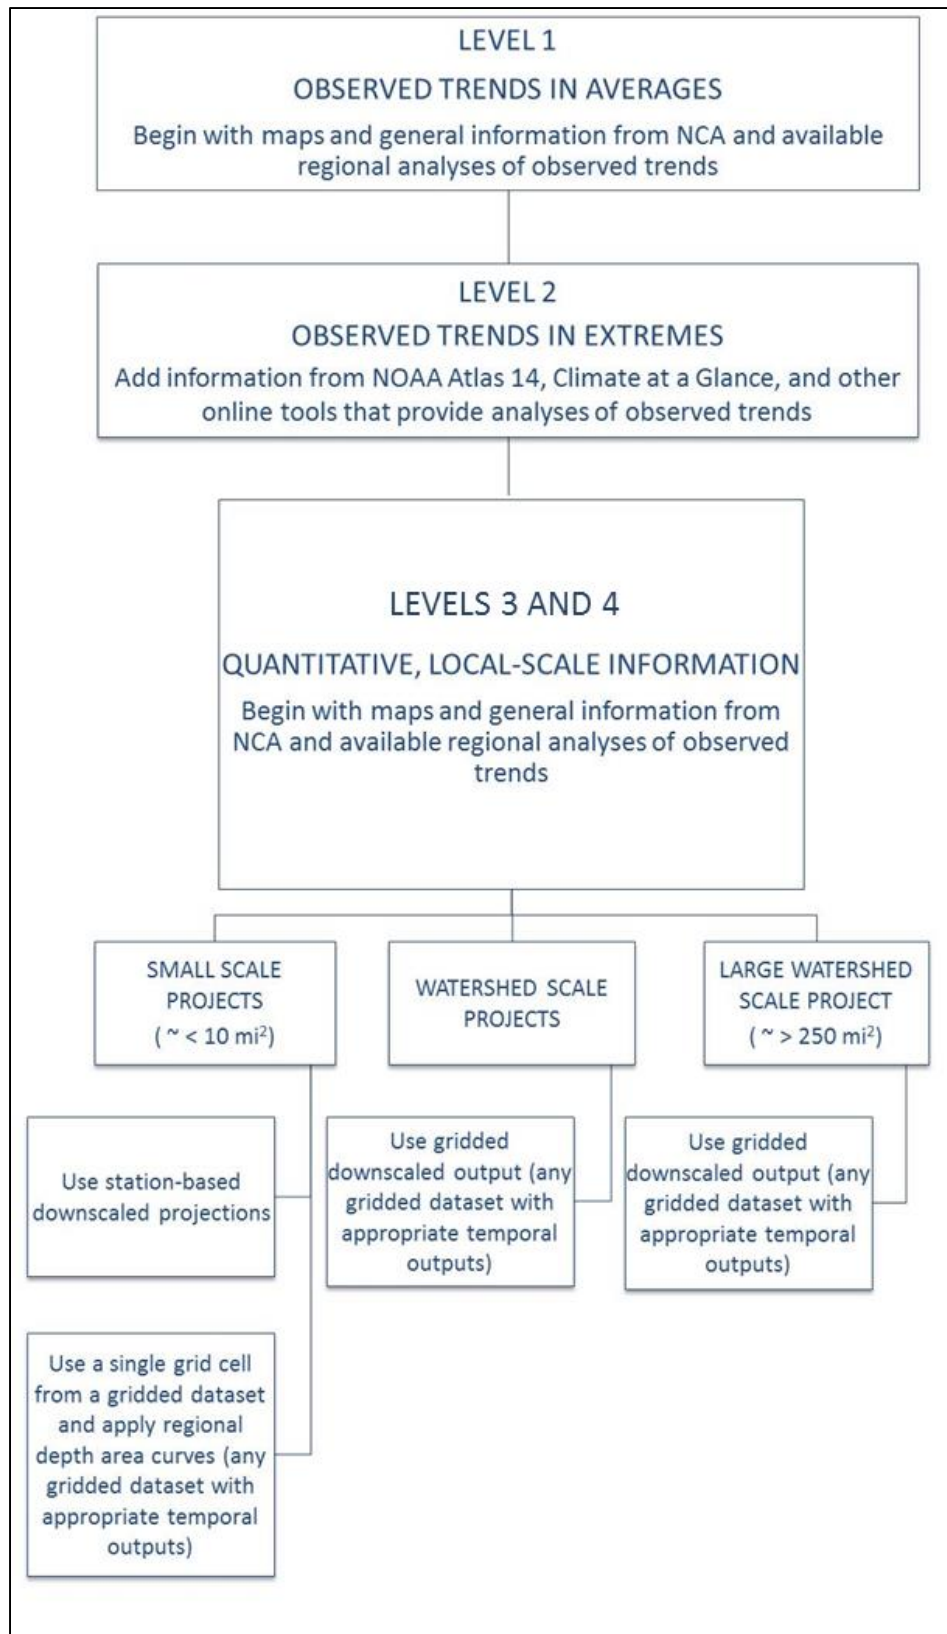 LEVEL 1
OBSERVED TRENDS IN AVERAGES
Begin with maps and general information from NCA and available
regional analyses of observed trends
LEVEL 2
OBSERVED TRENDS IN EXTREMES
Add information from NOAA Atlas 14, Climate at a Glance, and other
online tools that provide analyses of observed trends
LEVELS 3 AND 4
QUANTITATIVE, LOCAL-SCALE INFORMATION
Begin with maps and general information from
NCA and available regional analyses of observed
trends
SMALL SCALE
PROJECTS
( ~ < 10 mi²)
WATERSHED SCALE
PROJECTS
LARGE WATERSHED
SCALE PROJECT
( ~ > 250 mi²)
Use station-based
downscaled projections
Use gridded
downscaled output (any
gridded dataset with
appropriate temporal
outputs)
Use gridded
downscaled output (any
gridded dataset with
appropriate temporal
outputs)
Use a single grid cell
from a gridded dataset
and apply regional
depth area curves (any
gridded dataset with
appropriate temporal
outputs)